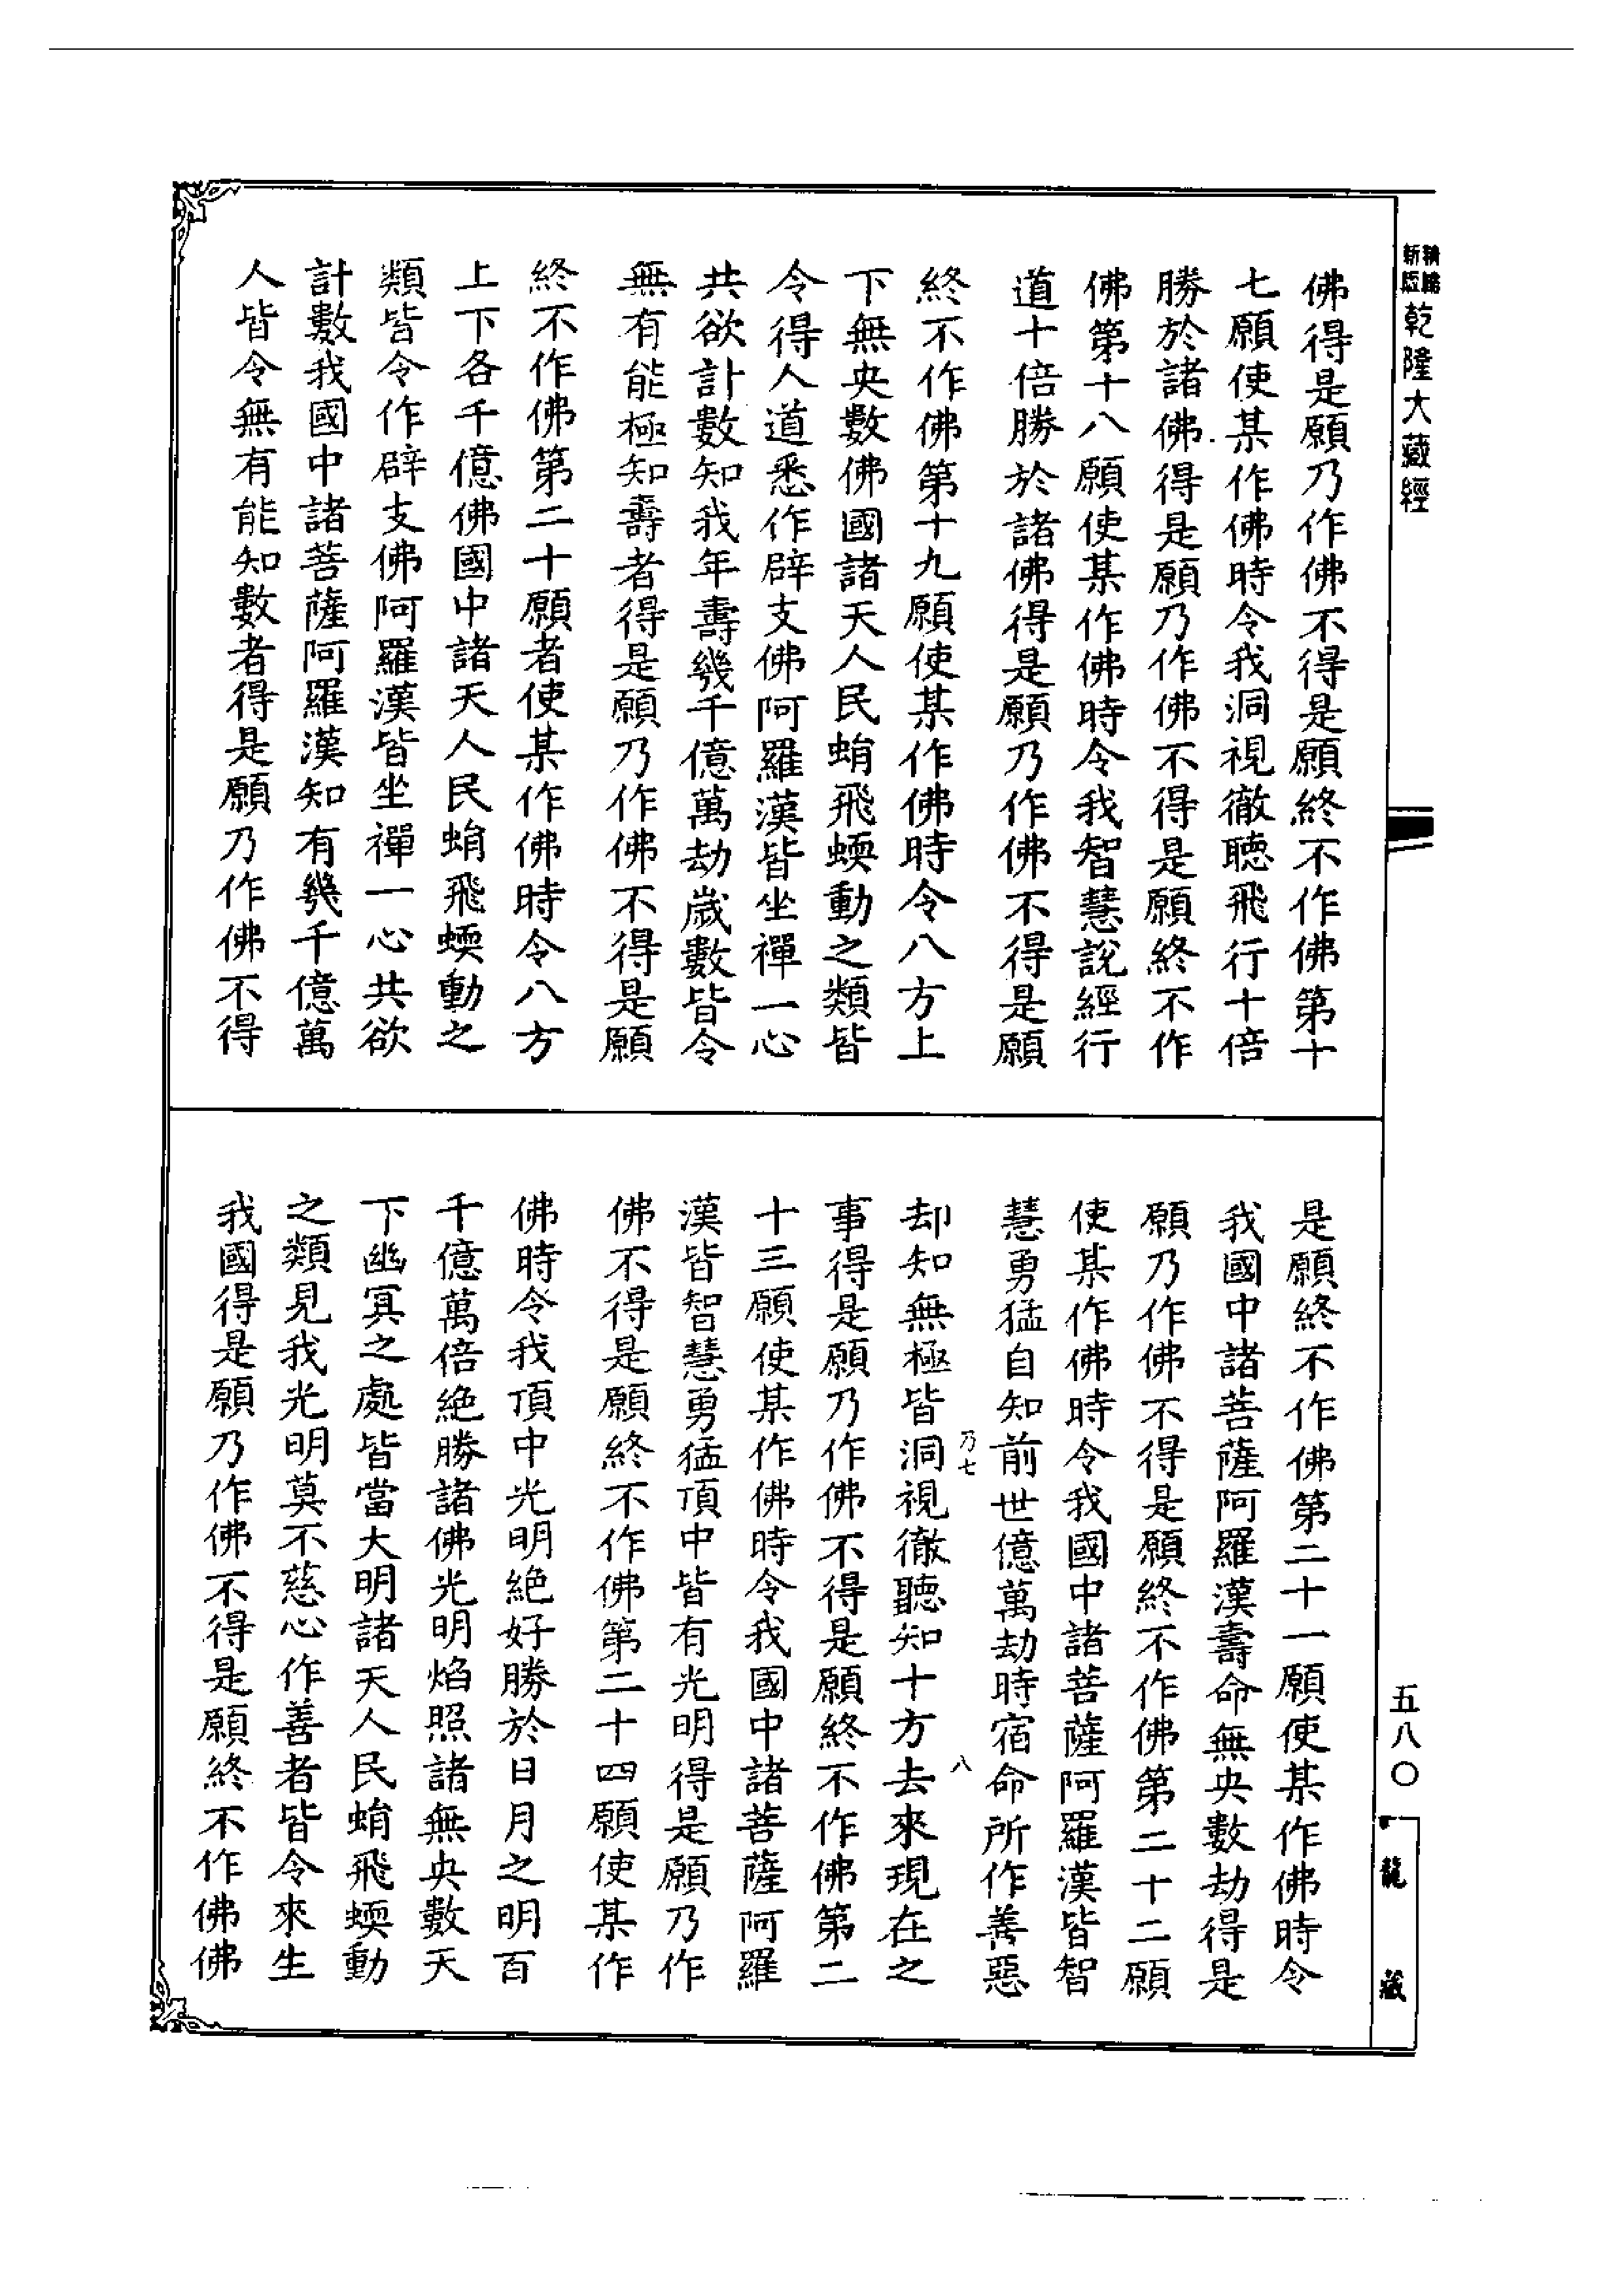 新版
精編
乾隆大藏經
佛得是願乃作佛不得是願終不作佛第十
七願使某作佛時令我洞視徹聽飛行十倍
勝於諸佛得是願乃作佛不得是願終不作
佛第十八願使某作佛時令我智慧說經行
道十倍勝於諸佛得是願乃作佛不得是願
終不作佛第十九願使某作佛時令八方上
下無央數佛國諸天人民蜎飛蝡動之類皆
令得人道悉作辟支佛阿羅漢皆坐禪一心
共欲計數知我年壽幾千億萬劫歲數皆令
無有能極知壽者得是願乃作佛不得是願
終不作佛第二十願者使某作佛時令八方
上下各千億佛國中諸天人民蜎飛蝡動之
類皆令作辟支佛阿羅漢皆坐禪一心共欲
計數我國中諸菩薩阿羅漢知有幾千億萬
人皆令無有能知數者得是願乃作佛不得
是願終不作佛第二十一願使某作佛時令
我國中諸菩薩阿羅漢壽命無央數劫得是
願乃作佛不得是願終不作佛第二十二願
使某作佛時令我國中諸菩薩阿羅漢皆智
慧勇猛自知前世億萬劫時宿命所作善惡
乃七
八
却知無極皆洞視徹聽知十方去來現在之
事得是願乃作佛不得是願終不作佛第二
十三願使某作佛時令我國中諸菩薩阿羅
漢皆智慧勇猛頂中皆有光明得是願乃作
佛不得是願終不作佛第二十四願使某作
佛時令我頂中光明絶好勝於日月之明百
千億萬倍絶勝諸佛光明焰照諸無央數天
下幽冥之處皆當大明諸天人民蜎飛蝡動
之類見我光明莫不慈心作善者皆令來生
我國得是願乃作佛不得是願終不作佛佛
五八〇
龍藏